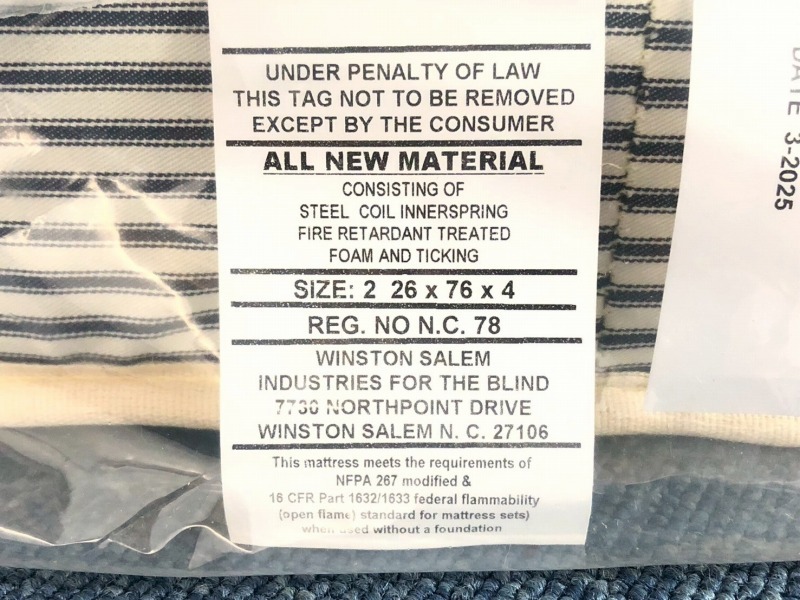 UNDER PENALTY OF LAW
THIS TAG NOT TO BE REMOVED
EXCEPT BY THE CONSUMER
ALL NEW MATERIAL
CONSISTING OF
STEEL COIL INNERSPRING
FIRE RETARDANT TREATED
FOAM AND TICKING
SIZE: 2 26 x 76 x 4
REG. NO N.C. 78
WINSTON SALEM
INDUSTRIES FOR THE BLIND
7730 NORTHPOINT DRIVE
WINSTON SALEM N. C. 27106
This mattress meets the requirements of
NFPA 267 modified &
16 CFR Part 1632/1633 federal flammability
(open flame) standard for mattress sets)
when used without a foundation
DATE 3-2025